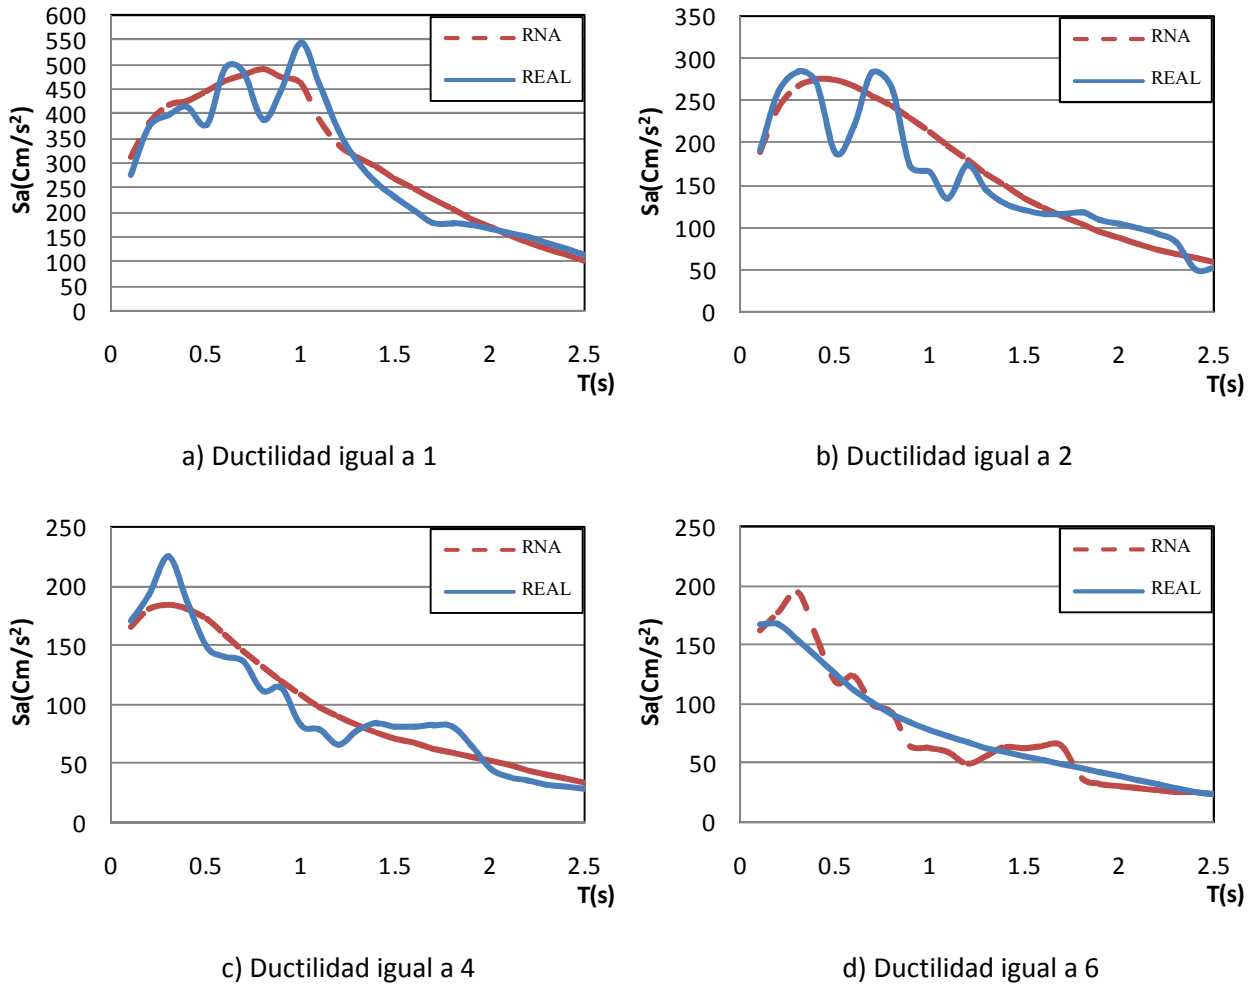 600
550
500
450
400
350
300
250
200
150
100
50
0
Sa(Cm/s²)
RNA
REAL
0 0.5 1 1.5 2 2.5
T(s)
a) Ductilidad igual a 1
350
300
250
200
150
100
50
0
Sa(Cm/s²)
RNA
REAL
0 0.5 1 1.5 2 2.5
T(s)
b) Ductilidad igual a 2
250
200
150
100
50
0
Sa(Cm/s²)
RNA
REAL
0 0.5 1 1.5 2 2.5
T(s)
c) Ductilidad igual a 4
250
200
150
100
50
0
Sa(Cm/s²)
RNA
REAL
0 0.5 1 1.5 2 2.5
T(s)
d) Ductilidad igual a 6